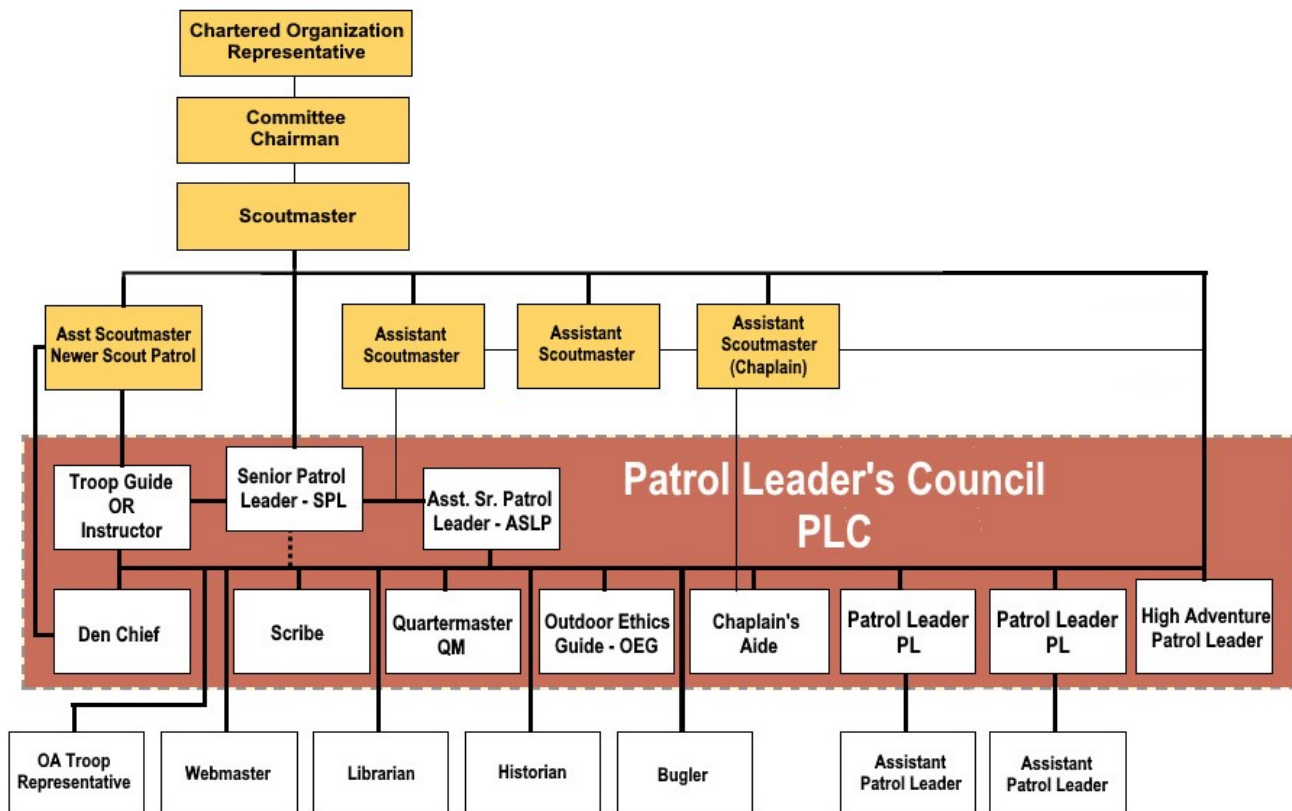 Chartered Organization
Representative
Committee
Chairman
Scoutmaster
Asst Scoutmaster
Newer Scout Patrol
Assistant
Scoutmaster
Assistant
Scoutmaster
Assistant
Scoutmaster
(Chaplain)
Patrol Leader's Council
PLC
Troop Guide
OR
Instructor
Senior Patrol
Leader - SPL
Asst. Sr. Patrol
Leader - ASLP
Den Chief
Scribe
Quartermaster
QM
Outdoor Ethics
Guide - OEG
Chaplain's
Aide
Patrol Leader
PL
Patrol Leader
PL
High Adventure
Patrol Leader
OA Troop
Representative
Webmaster
Librarian
Historian
Bugler
Assistant
Patrol Leader
Assistant
Patrol Leader